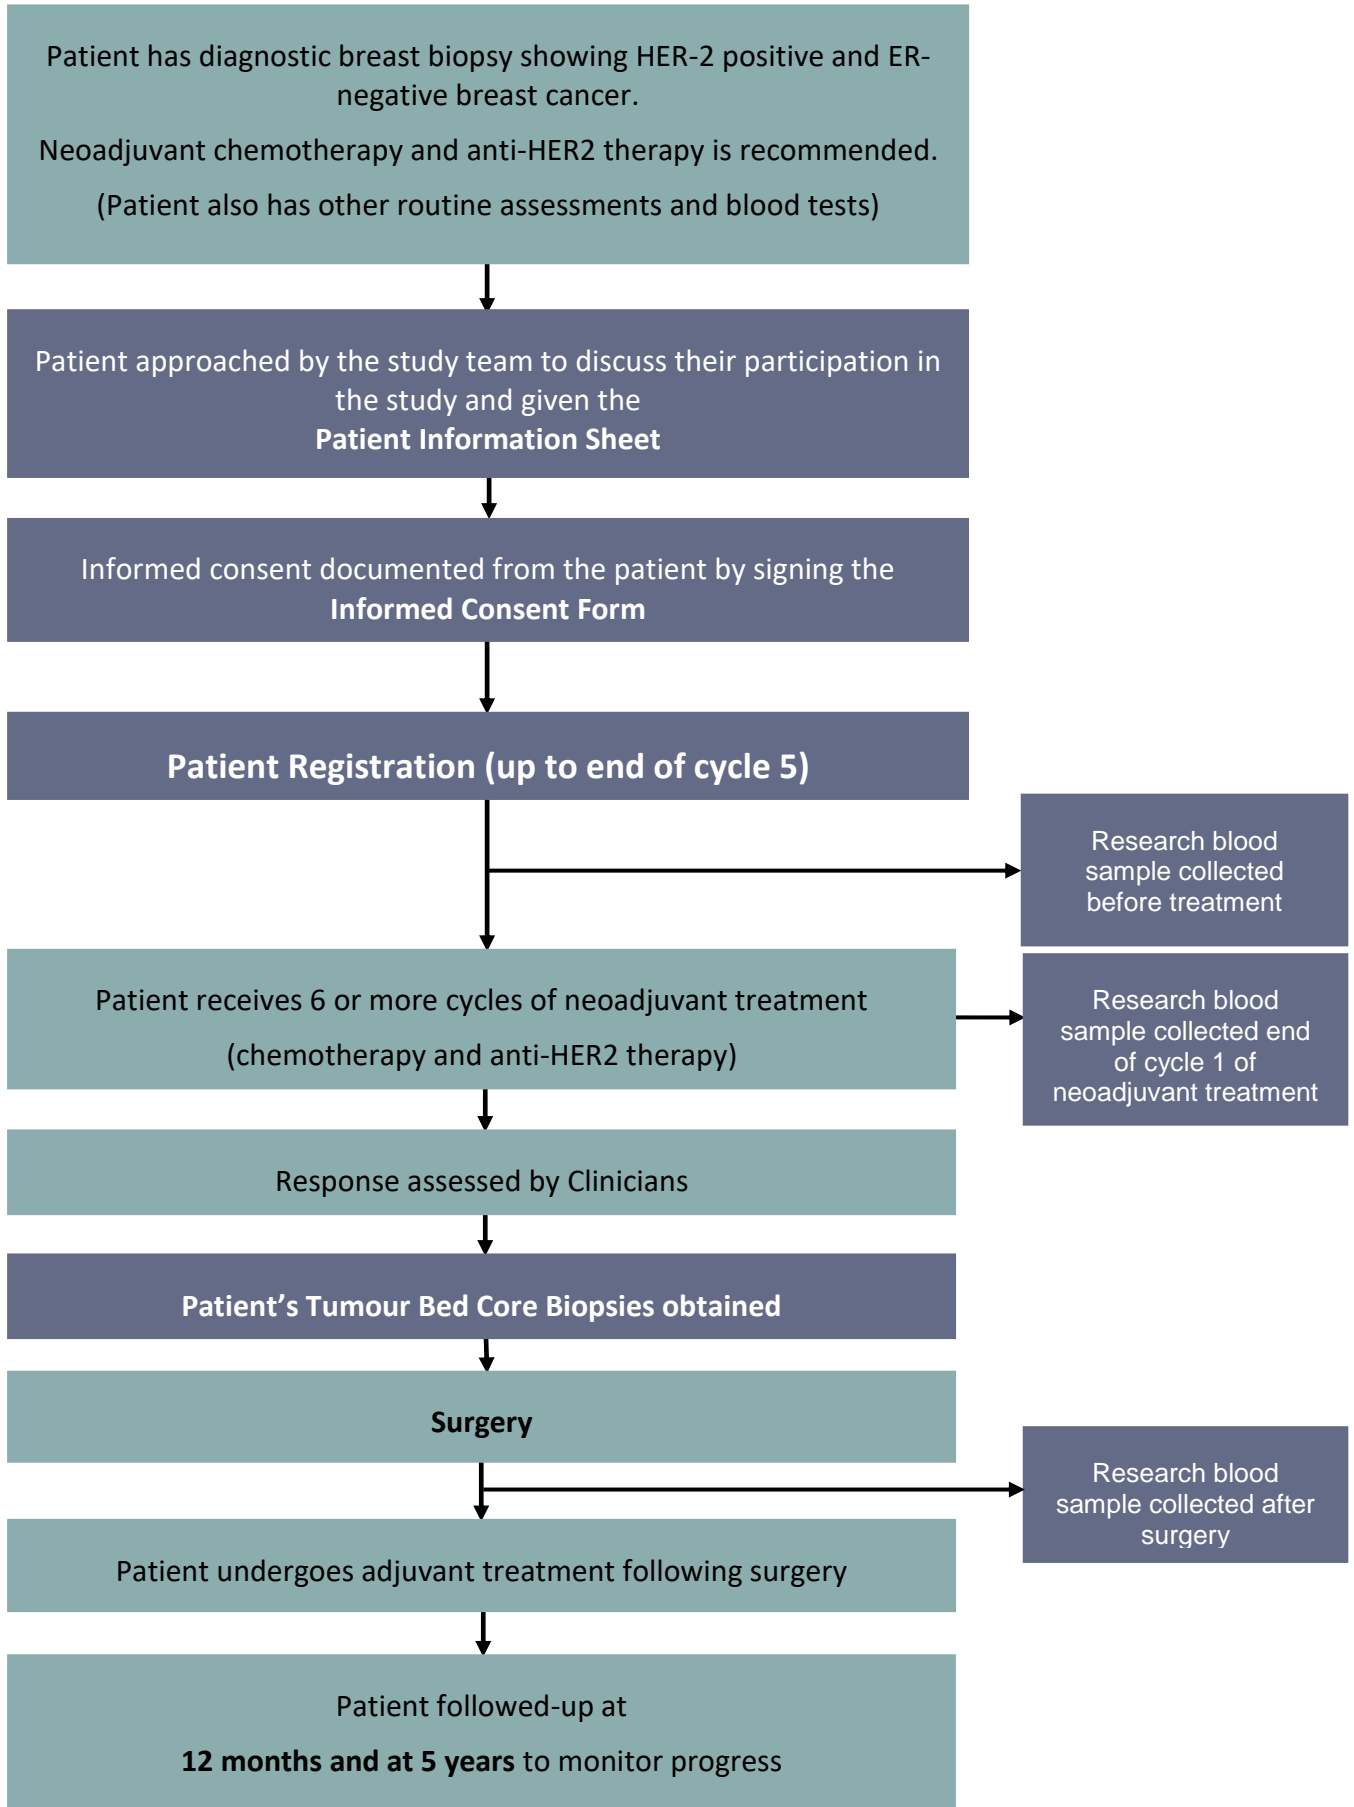 Patient has diagnostic breast biopsy showing HER-2 positive and ER-
negative breast cancer.
Neoadjuvant chemotherapy and anti-HER2 therapy is recommended.
(Patient also has other routine assessments and blood tests)
Patient approached by the study team to discuss their participation in
the study and given the
Patient Information Sheet
Informed consent documented from the patient by signing the
Informed Consent Form
Patient Registration (up to end of cycle 5)
Research blood
sample collected
before treatment
Patient receives 6 or more cycles of neoadjuvant treatment
(chemotherapy and anti-HER2 therapy)
Research blood
sample collected end
of cycle 1 of
neoadjuvant treatment
Response assessed by Clinicians
Patient’s Tumour Bed Core Biopsies obtained
Surgery
Research blood
sample collected after
surgery
Patient undergoes adjuvant treatment following surgery
Patient followed-up at
12 months and at 5 years to monitor progress